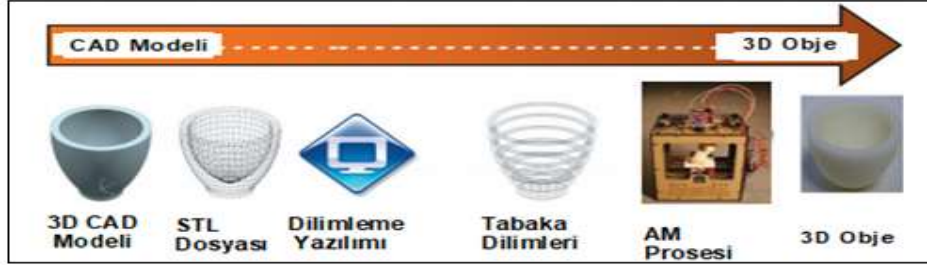 CAD Modeli
3D Obje
3D CAD
Modeli
STL
Dosyası
Dilimleme
Yazılımı
Tabaka
Dilimleri
AM
Prosesi
3D Obje